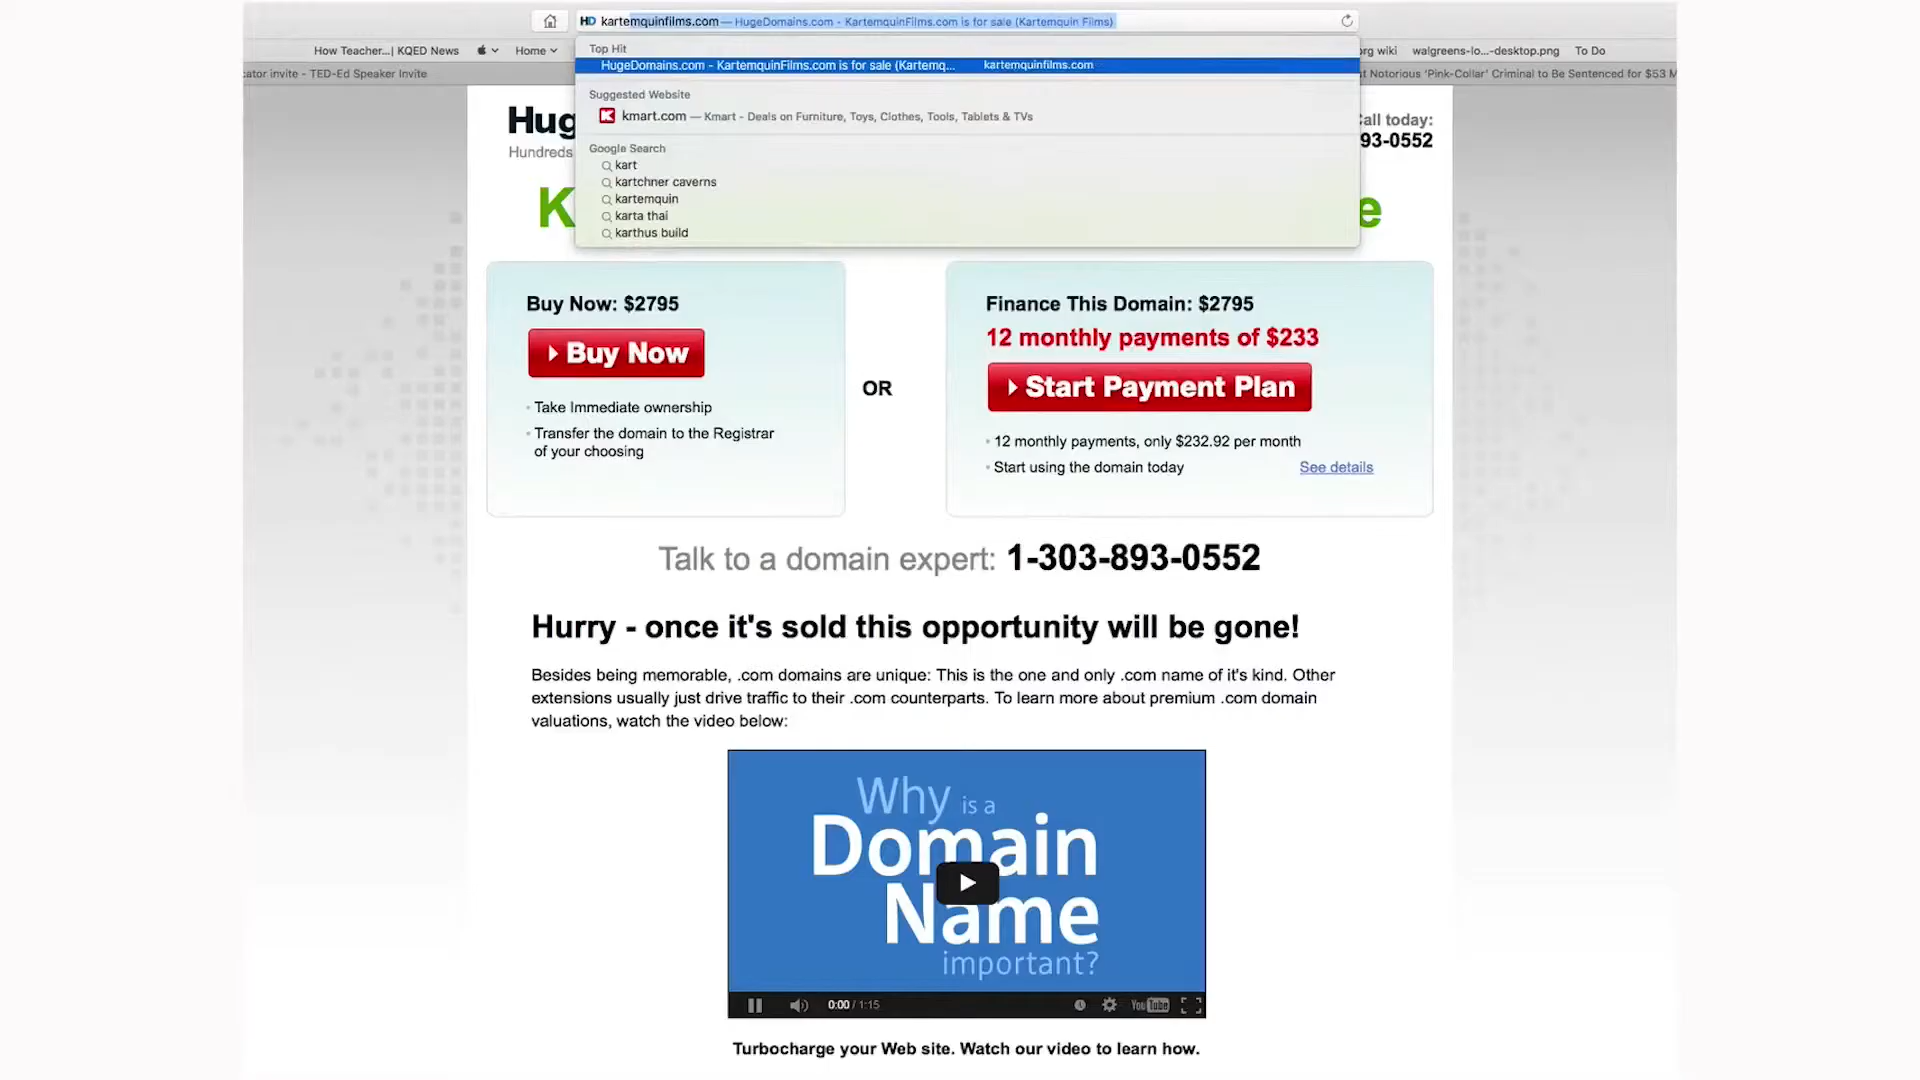 HD kartemquinfilms.com — HugeDomains.com - KartemquinFilms.com is for sale (Kartemquin Films)
How Teacher...| KQED News Home org wiki walgreens-lo...-desktop.png To Do
Top Hit
HugeDomains.com - KartemquinFilms.com is for sale (Kartemq... kartemquinfilms.com
cator invite - TED-Ed Speaker Invite
Notorious 'Pink-Collar' Criminal to Be Sentenced for $53 M
Suggested Website
kmart.com — Kmart - Deals on Furniture, Toys, Clothes, Tools, Tablets & TVs
Hug
Call today:
93-0552
Hundreds
Google Search
kart
kartchner caverns
kartemquin
karta thai
karthus build
K
e
Buy Now: $2795
Buy Now
Take Immediate ownership
Transfer the domain to the Registrar
of your choosing
OR
Finance This Domain: $2795
12 monthly payments of $233
Start Payment Plan
12 monthly payments, only $232.92 per month
Start using the domain today See details
Talk to a domain expert: 1-303-893-0552
Hurry - once it's sold this opportunity will be gone!
Besides being memorable, .com domains are unique: This is the one and only .com name of it's kind. Other
extensions usually just drive traffic to their .com counterparts. To learn more about premium .com domain
valuations, watch the video below:
Why is a
Domain
Name
important?
0:00 / 1:15 YouTube
Turbocharge your Web site. Watch our video to learn how.